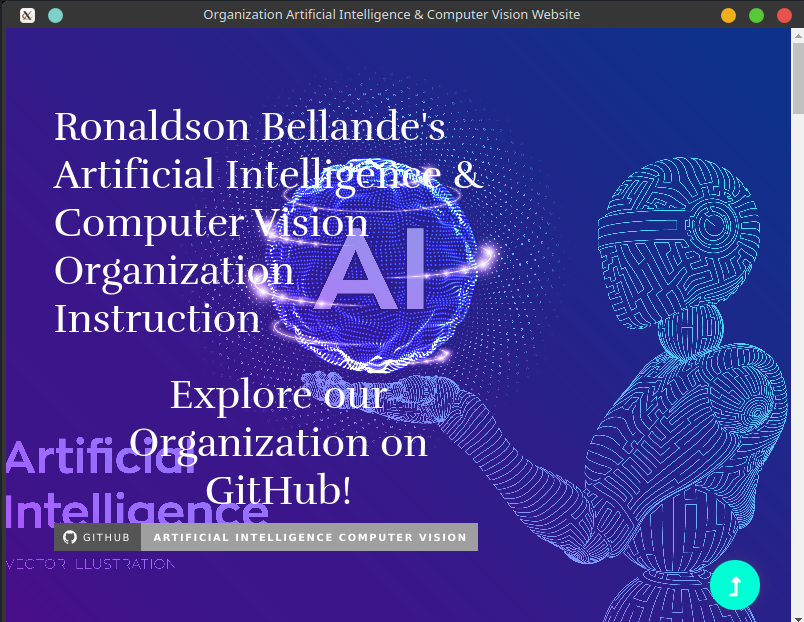 Organization Artificial Intelligence & Computer Vision Website
Ronaldson Bellande's
Artificial Intelligence &
Computer Vision
Organization
Instruction
AI
Explore our
Organization on
GitHub!
Artificial
Intelligence
VECTOR ILLUSTRATION
GITHUB ARTIFICIAL INTELLIGENCE COMPUTER VISION